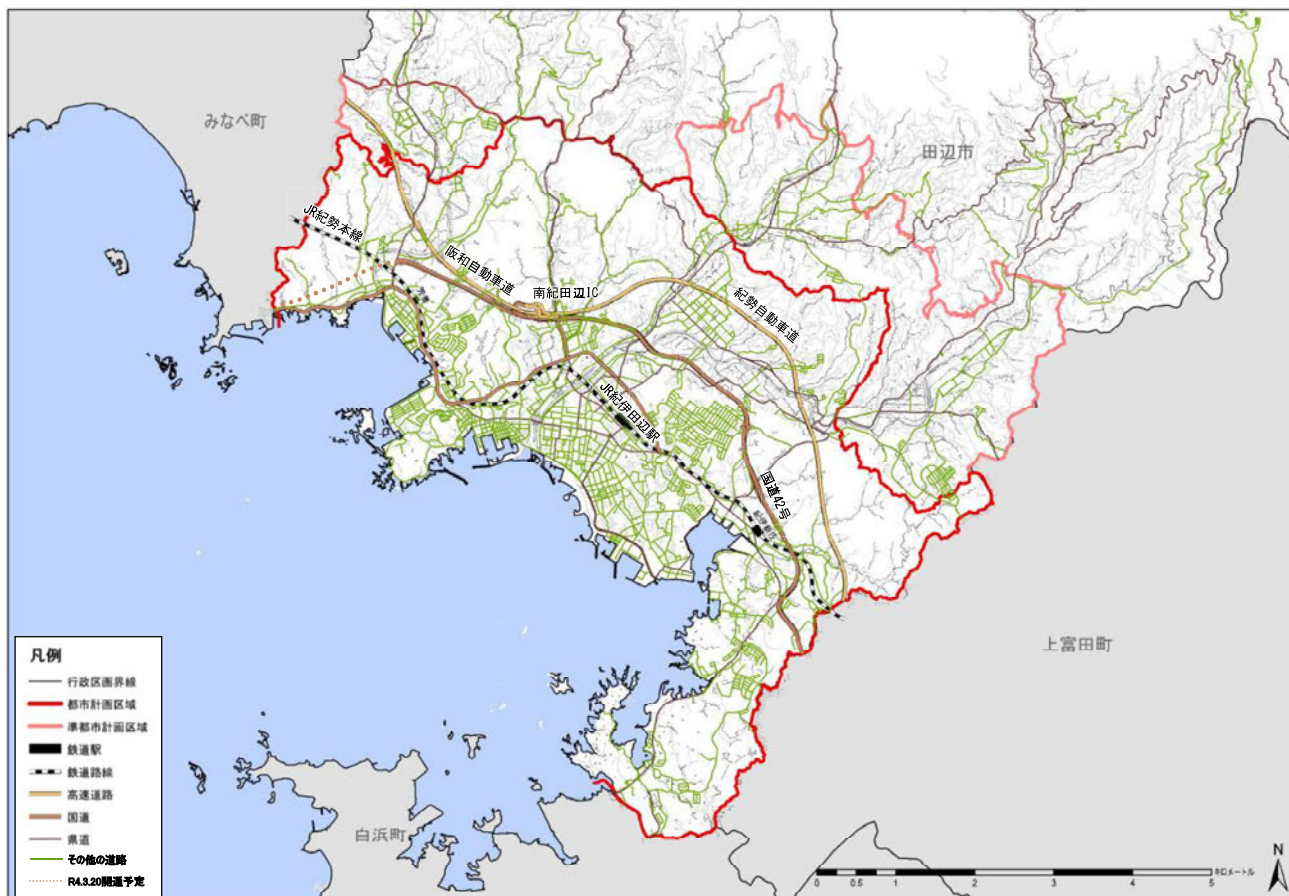 みなべ町
田辺市
JR紀勢本線
阪和自動車道
南紀田辺IC
紀勢自動車道
JR紀伊田辺駅
国道42号
上富田町
白浜町
凡例
行政区画界線
都市計画区域
準都市計画区域
鉄道駅
鉄道路線
高速道路
国道
県道
その他の道路
R4.3.20開通予定
N
0 0.5 1 2 3 4 5
キロメートル